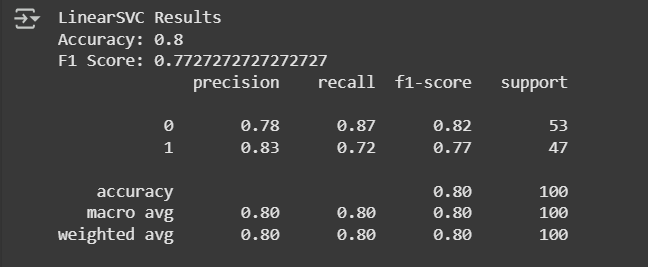 LinearSVC Results
Accuracy: 0.8
F1 Score: 0.7727272727272727
precision recall f1-score support
0 0.78 0.87 0.82 53
1 0.83 0.72 0.77 47
accuracy 0.80 100
macro avg 0.80 0.80 0.80 100
weighted avg 0.80 0.80 0.80 100